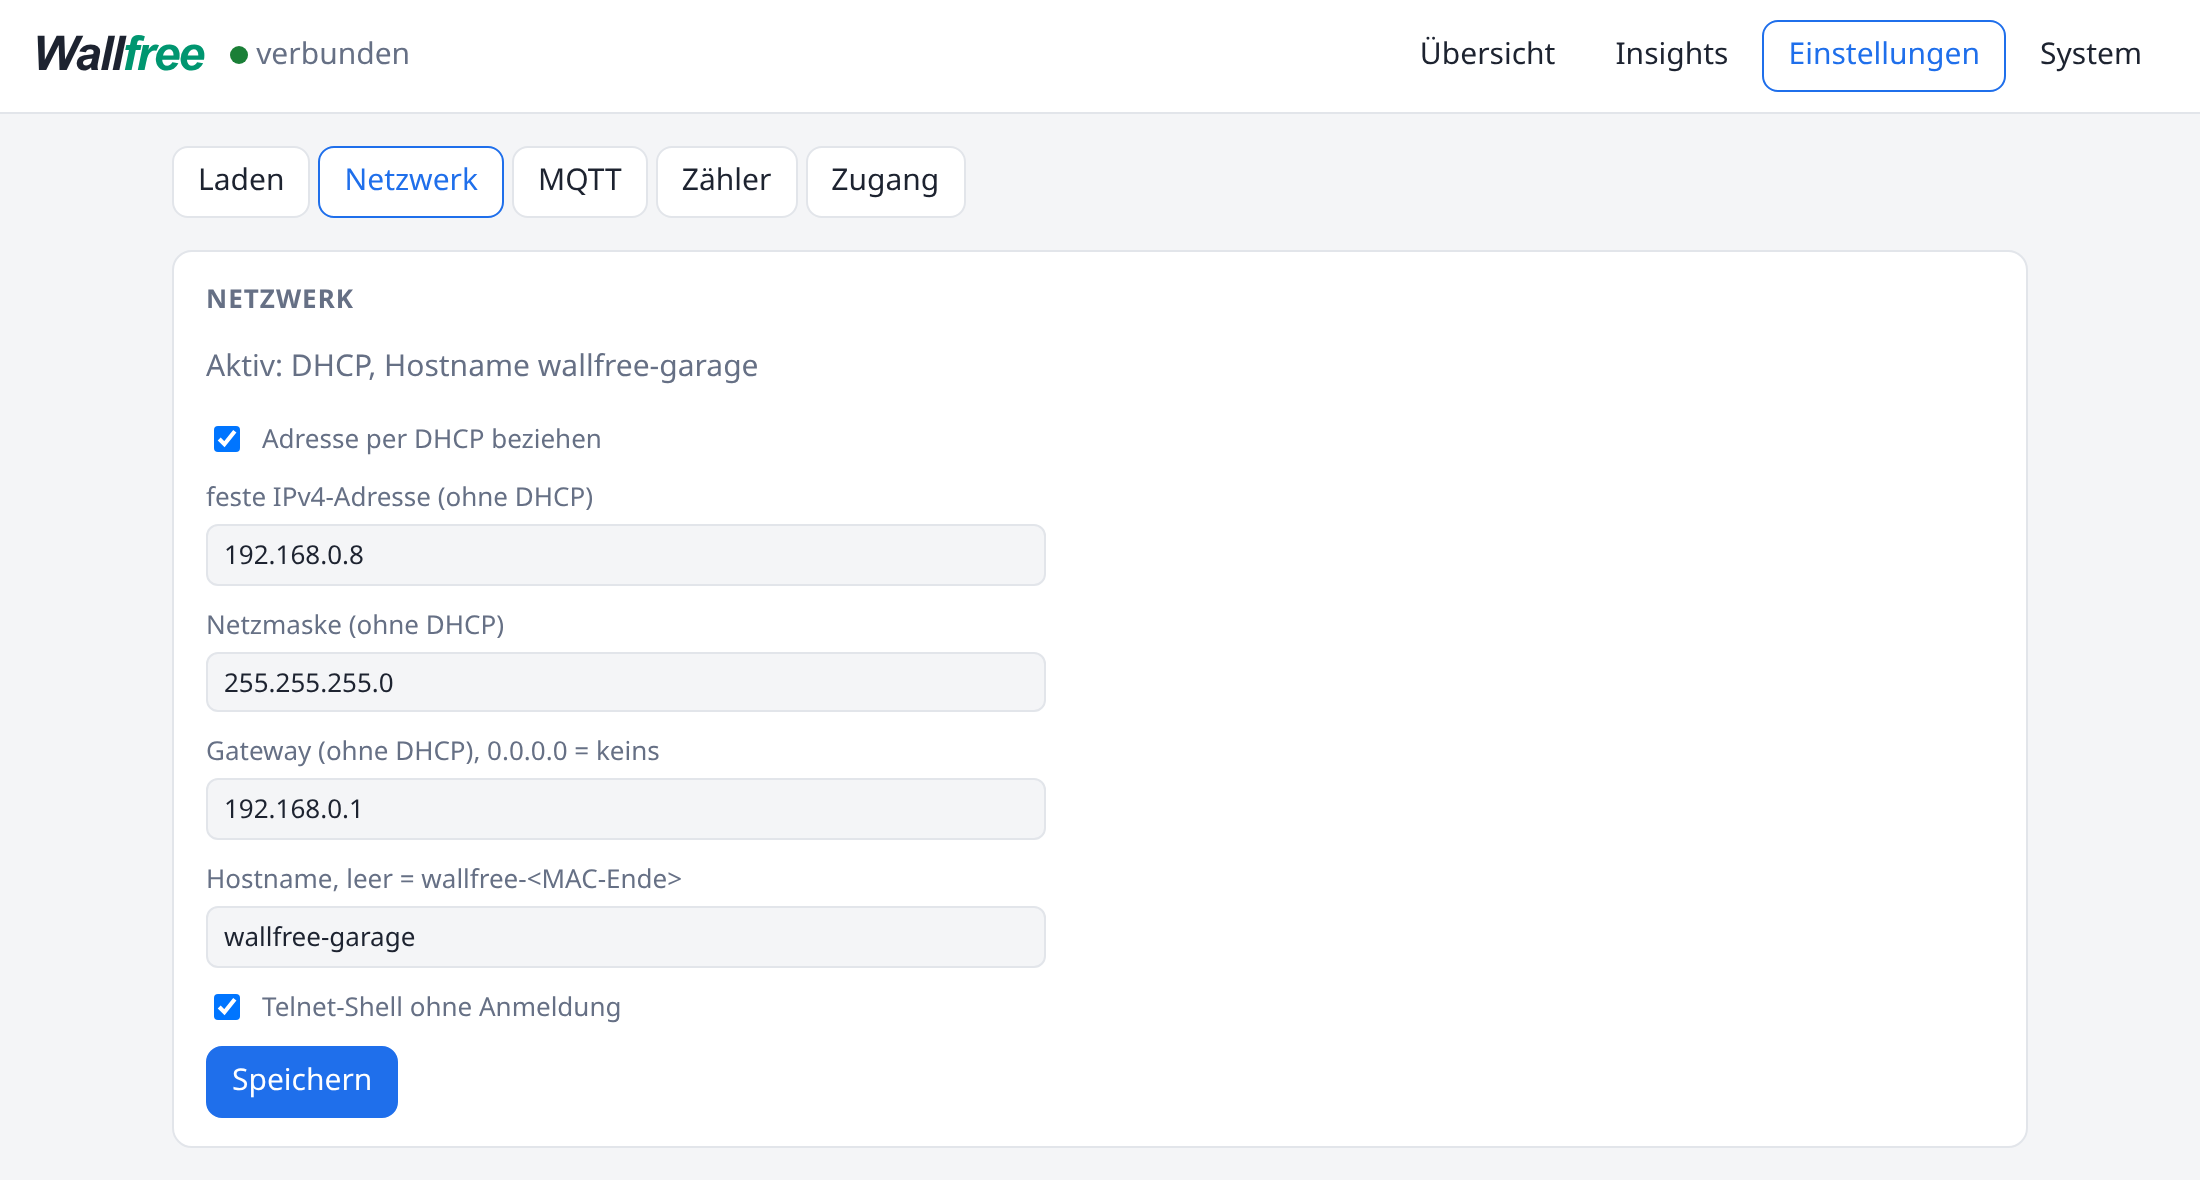 Wallfree verbunden Übersicht Insights Einstellungen System
Laden Netzwerk MQTT Zähler Zugang
NETZWERK
Aktiv: DHCP, Hostname wallfree-garage
Adresse per DHCP beziehen
feste IPv4-Adresse (ohne DHCP)
192.168.0.8
Netzmaske (ohne DHCP)
255.255.255.0
Gateway (ohne DHCP), 0.0.0.0 = keins
192.168.0.1
Hostname, leer = wallfree-<MAC-Ende>
wallfree-garage
Telnet-Shell ohne Anmeldung
Speichern